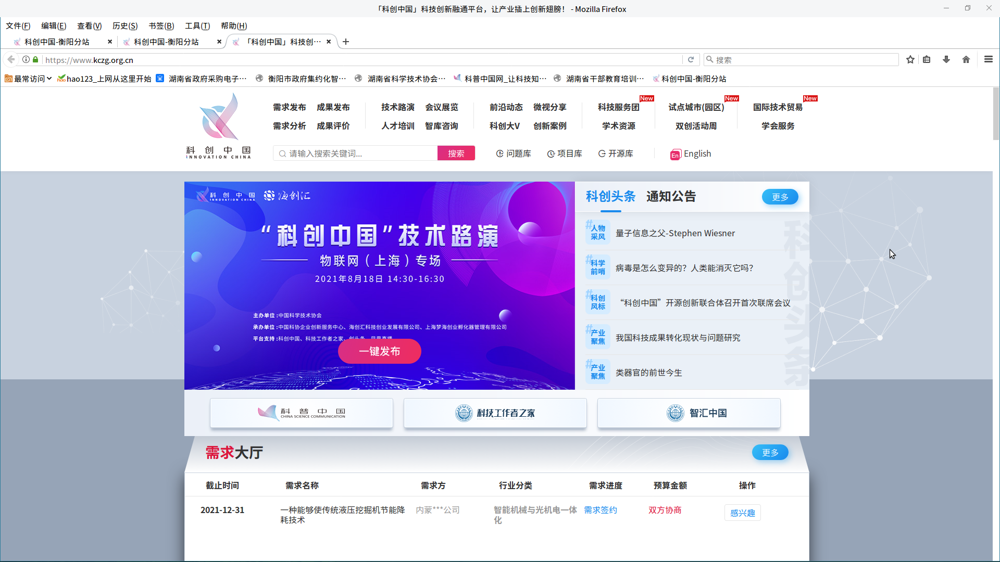 「科创中国」科技创新融通平台，让产业插上创新翅膀！ - Mozilla Firefox
文件(F) 编辑(E) 查看(V) 历史(S) 书签(B) 工具(T) 帮助(H)
科创中国-衡阳分站 科创中国-衡阳分站 「科创中国」科技创…
https://www.kczg.org.cn 搜索
最常访问 hao123_上网从这里开始 湖南省政府采购电子… 衡阳市政府集约化智… 湖南省科学技术协会… 科普中国网_让科技知… 湖南省干部教育培训… 科创中国-衡阳分站
New New New
需求发布 成果发布 技术路演 会议展览 前沿动态 微视分享 科技服务团 试点城市(园区) 国际技术贸易
需求分析 成果评价 人才培训 智库咨询 科创大V 创新案例 学术资源 双创活动周 学会服务
科创中国
INNOVATION CHINA
请输入搜索关键词... 搜索 问题库 项目库 开源库 En English
科创中国 INNOVATION CHINA 海创汇
“科创中国”技术路演
物联网（上海）专场
2021年8月18日 14:30-16:30
主办单位:中国科学技术协会
承办单位:中国科协企业创新服务中心、海创汇科技创业发展有限公司、上海梦海创业孵化器管理有限公司
平台支持:科创中国、科技工作者之家、创头条、凤凰直播
一键发布
科创头条 通知公告 更多
科创头条
#人物采风 量子信息之父-Stephen Wiesner
#科学前哨 病毒是怎么变异的？人类能消灭它吗？
#科创风标 “科创中国”开源创新联合体召开首次联席会议
#产业聚焦 我国科技成果转化现状与问题研究
#产业聚焦 类器官的前世今生
科普中国 CHINA SCIENCE COMMUNICATION 科技工作者之家 智汇中国
需求大厅 更多
截止时间 需求名称 需求方 行业分类 需求进度 预算金额 操作
2021-12-31 一种能够使传统液压挖掘机节能降 内蒙***公司 智能机械与光机电一体 需求签约 双方协商 感兴趣
耗技术 化